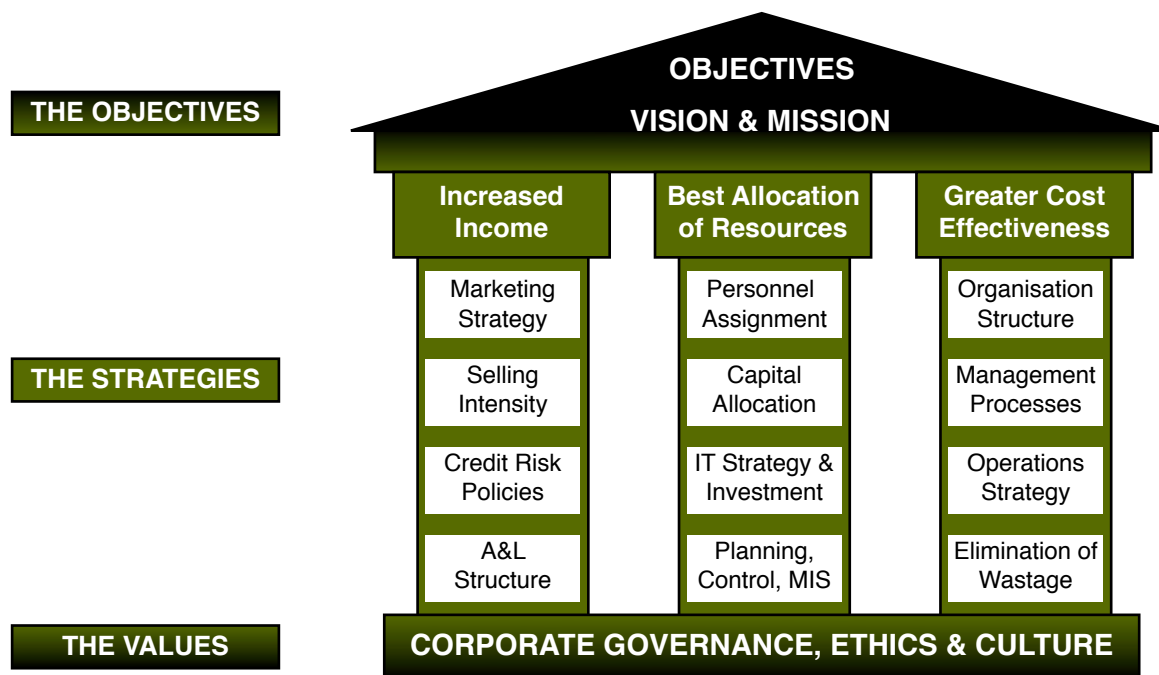 OBJECTIVES
THE OBJECTIVES
VISION & MISSION
Increased
Income
Best Allocation
of Resources
Greater Cost
Effectiveness
Marketing
Strategy
Personnel
Assignment
Organisation
Structure
THE STRATEGIES
Selling
Intensity
Capital
Allocation
Management
Processes
Credit Risk
Policies
IT Strategy &
Investment
Operations
Strategy
A&L
Structure
Planning,
Control, MIS
Elimination of
Wastage
THE VALUES
CORPORATE GOVERNANCE, ETHICS & CULTURE